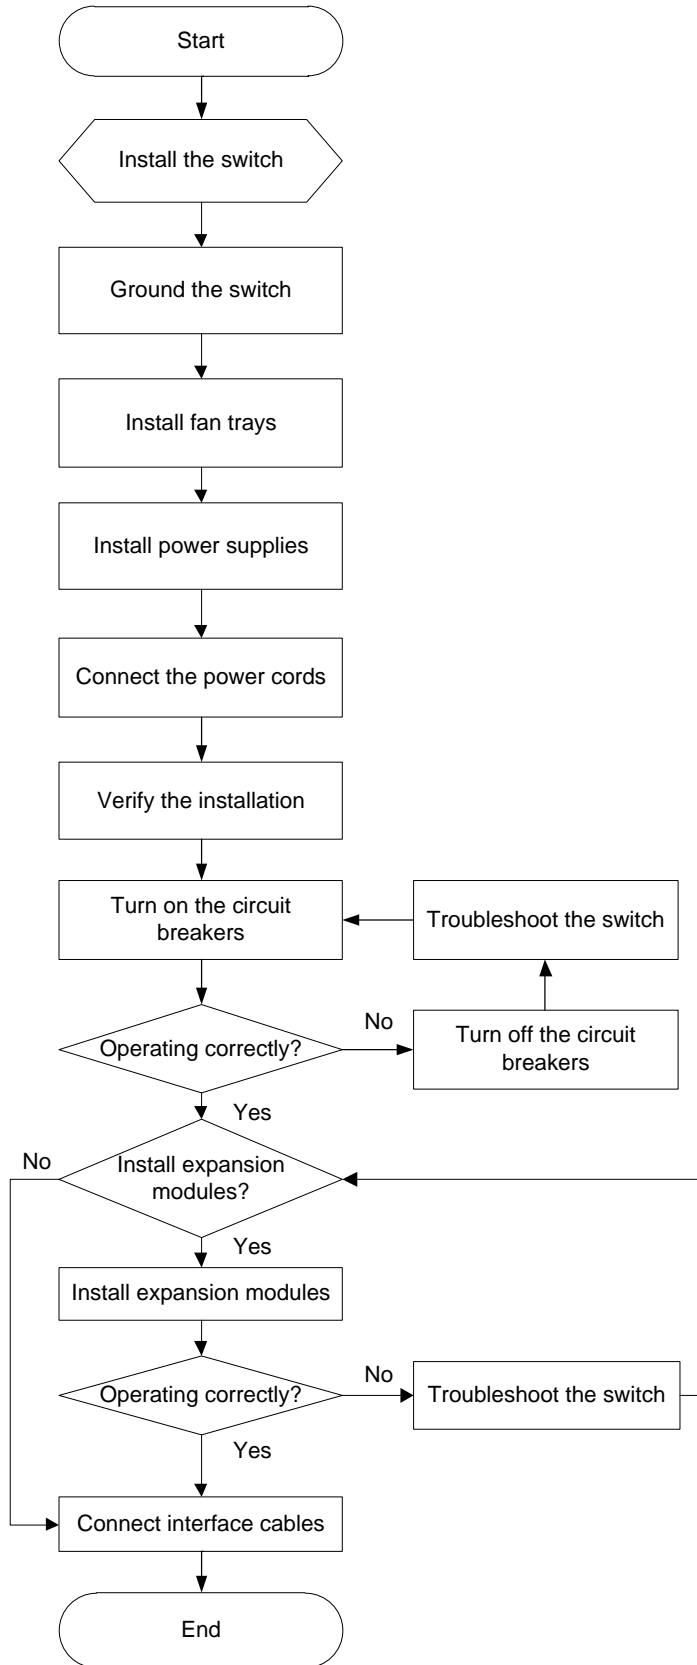 Start
Install the switch
Ground the switch
Install fan trays
Install power supplies
Connect the power cords
Verify the installation
Turn on the circuit
breakers
Troubleshoot the switch
Operating correctly?
No
Turn off the circuit
breakers
Yes
No
Install expansion
modules?
Yes
Install expansion modules
Operating correctly?
No
Troubleshoot the switch
Yes
Connect interface cables
End